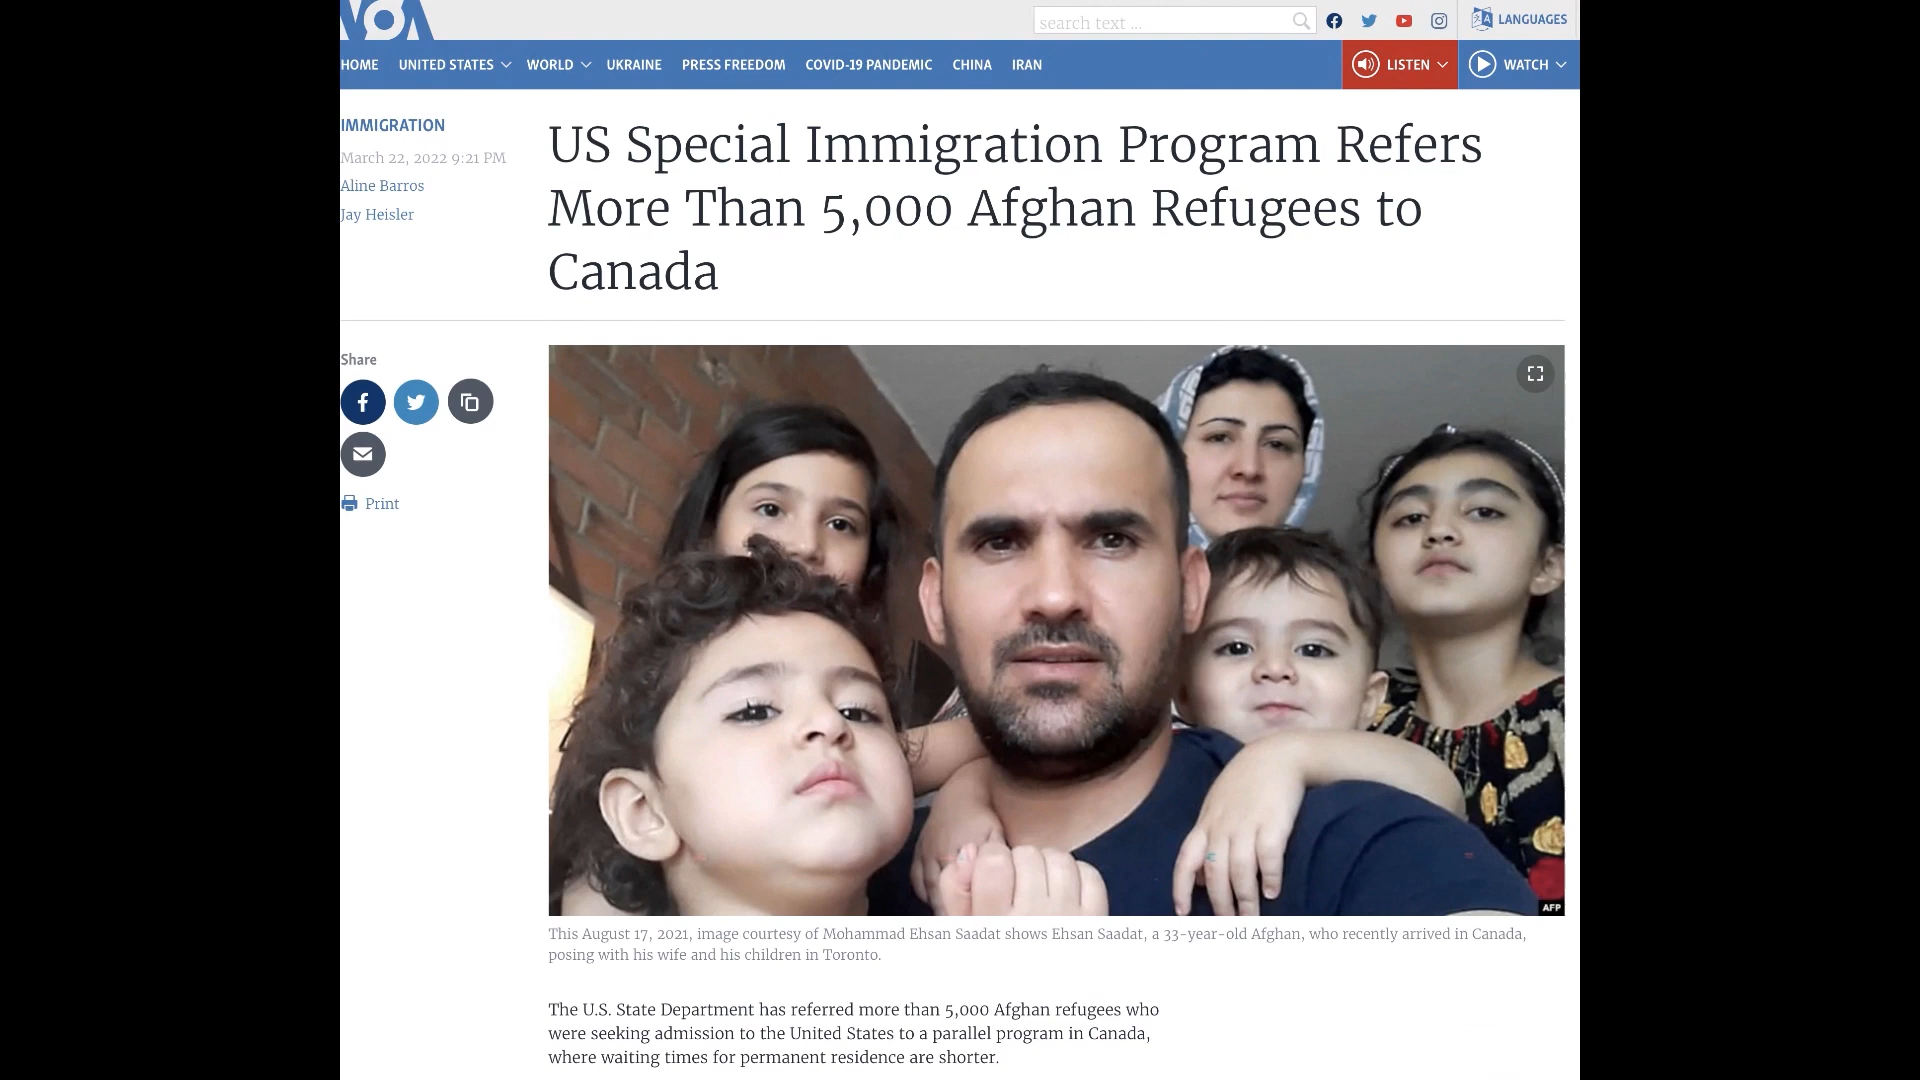 VOA
search text ...
LANGUAGES
HOME UNITED STATES WORLD UKRAINE PRESS FREEDOM COVID-19 PANDEMIC CHINA IRAN LISTEN WATCH
IMMIGRATION
March 22, 2022 9:21 PM
Aline Barros
Jay Heisler
US Special Immigration Program Refers
More Than 5,000 Afghan Refugees to
Canada
Share
Print
AFP
This August 17, 2021, image courtesy of Mohammad Ehsan Saadat shows Ehsan Saadat, a 33-year-old Afghan, who recently arrived in Canada,
posing with his wife and his children in Toronto.
The U.S. State Department has referred more than 5,000 Afghan refugees who
were seeking admission to the United States to a parallel program in Canada,
where waiting times for permanent residence are shorter.